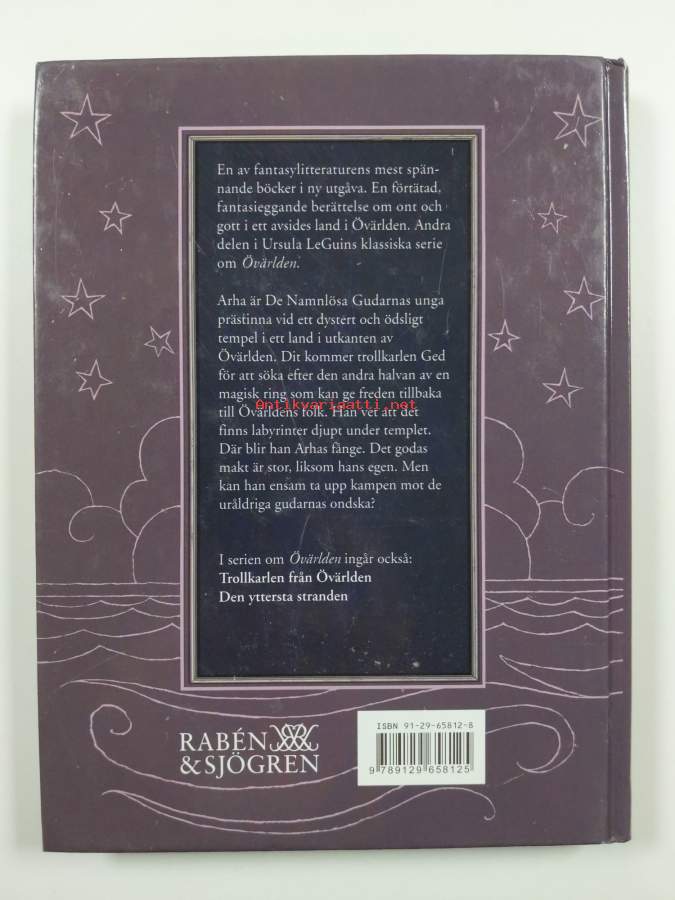 En av fantasylitteraturens mest spän-
nande böcker i ny utgåva. En förtätad,
fantasieggande berättelse om ont och
gott i ett avsides land i Övärlden. Andra
delen i Ursula LeGuins klassiska serie
om Övärlden.
Arha är De Namnlösa Gudarnas unga
prästinna vid ett dystert och ödsligt
tempel i ett land i utkanten av
Övärlden. Dit kommer trollkarlen Ged
för att söka efter den andra halvan av en
magisk ring som kan ge freden tillbaka
Antikvariaatti.net
till Övärldens folk. Han vet att det
finns labyrinter djupt under templet.
Där blir han Arhas fånge. Det godas
makt är stor, liksom hans egen. Men
kan han ensam ta upp kampen mot de
uråldriga gudarnas ondska?
I serien om Övärlden ingår också:
Trollkarlen från Övärlden
Den yttersta stranden
RABÉN
&SJÖGREN
ISBN 91-29-65812-8
9 789129 658125